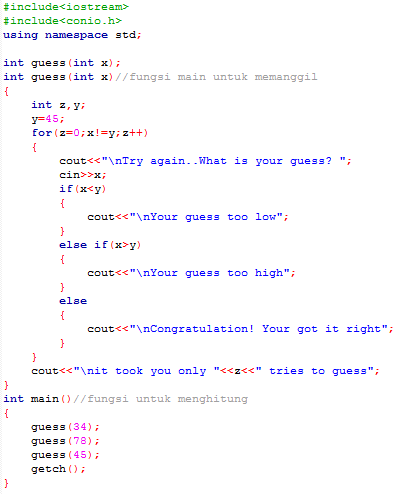 #include<iostream>
#include<conio.h>
using namespace std;

int guess(int x);
int guess(int x)//fungsi main untuk memanggil
{
    int z,y;
    y=45;
    for(z=0;x!=y;z++)
    {
        cout<<"\nTry again..What is your guess? ";
        cin>>x;
        if(x<y)
        {
            cout<<"\nYour guess too low";
        }
        else if(x>y)
        {
            cout<<"\nYour guess too high";
        }
        else
        {
            cout<<"\nCongratulation! Your got it right";
        }
    }
    cout<<"\nit took you only "<<z<<" tries to guess";
}
int main()//fungsi untuk menghitung
{
    guess(34);
    guess(78);
    guess(45);
    getch();
}